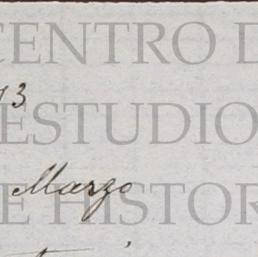 CENTRO D
13
ESTUDIO
Marzo
E HISTOR